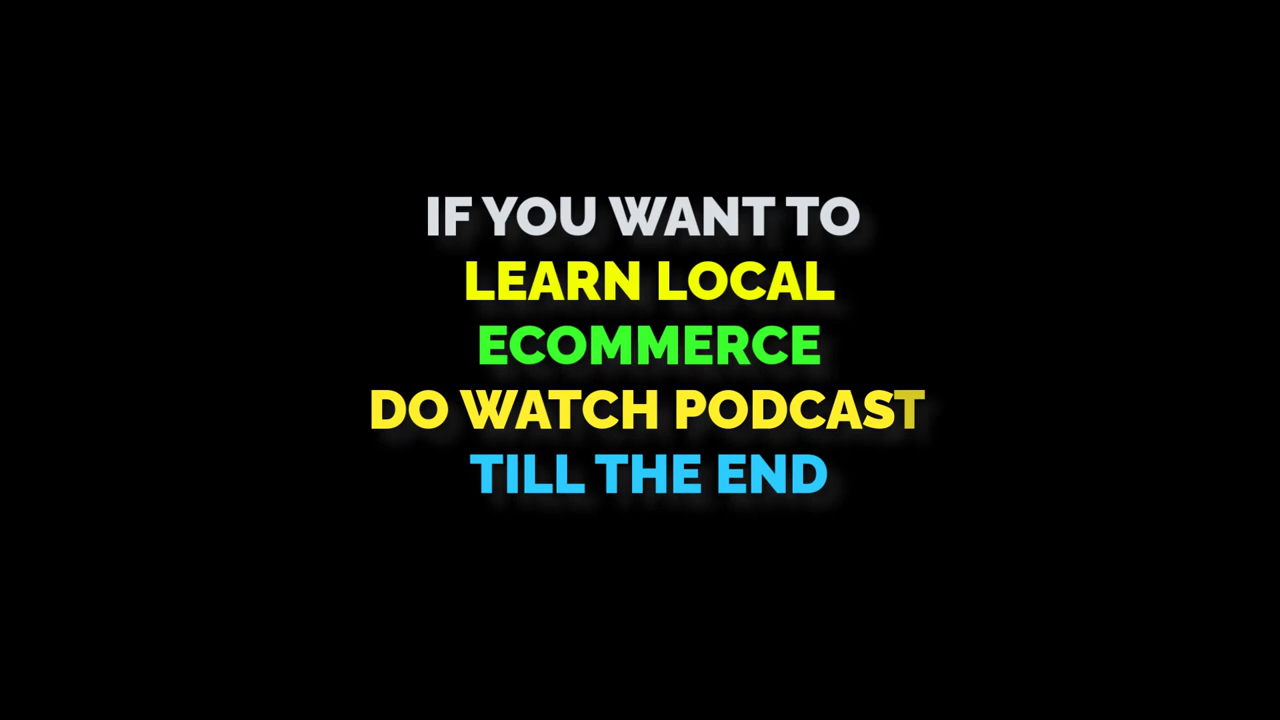 IF YOU WANT TO
LEARN LOCAL
ECOMMERCE
DO WATCH PODCAST
TILL THE END